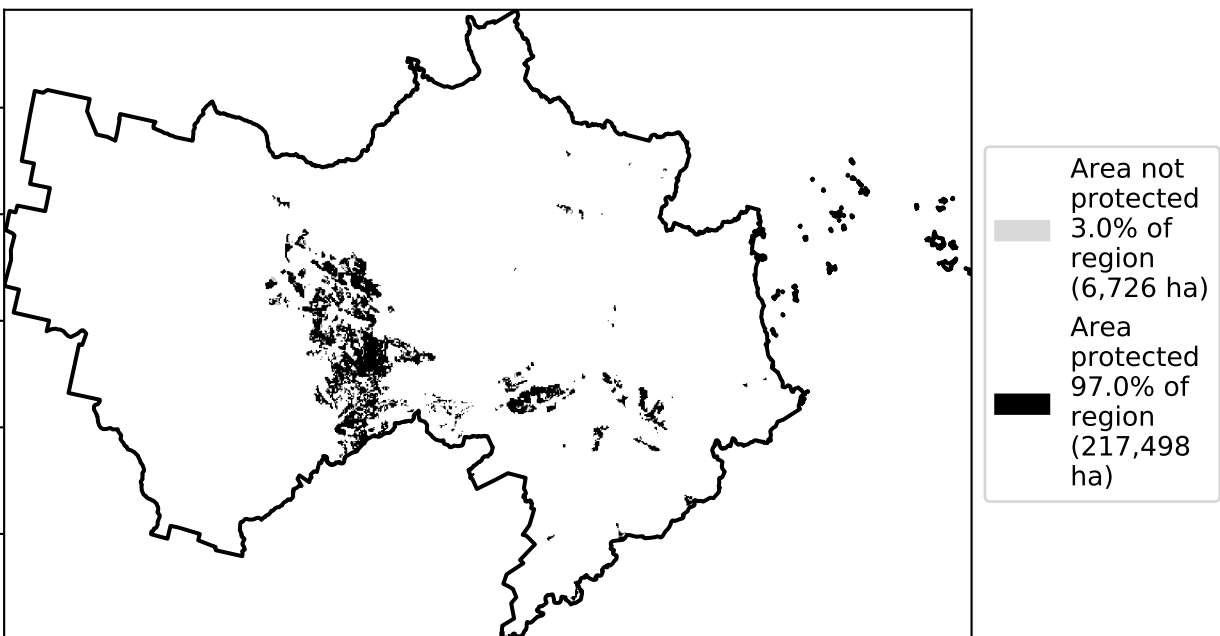 Area not
protected
3.0% of
region
(6,726 ha)
Area
protected
97.0% of
region
(217,498
ha)